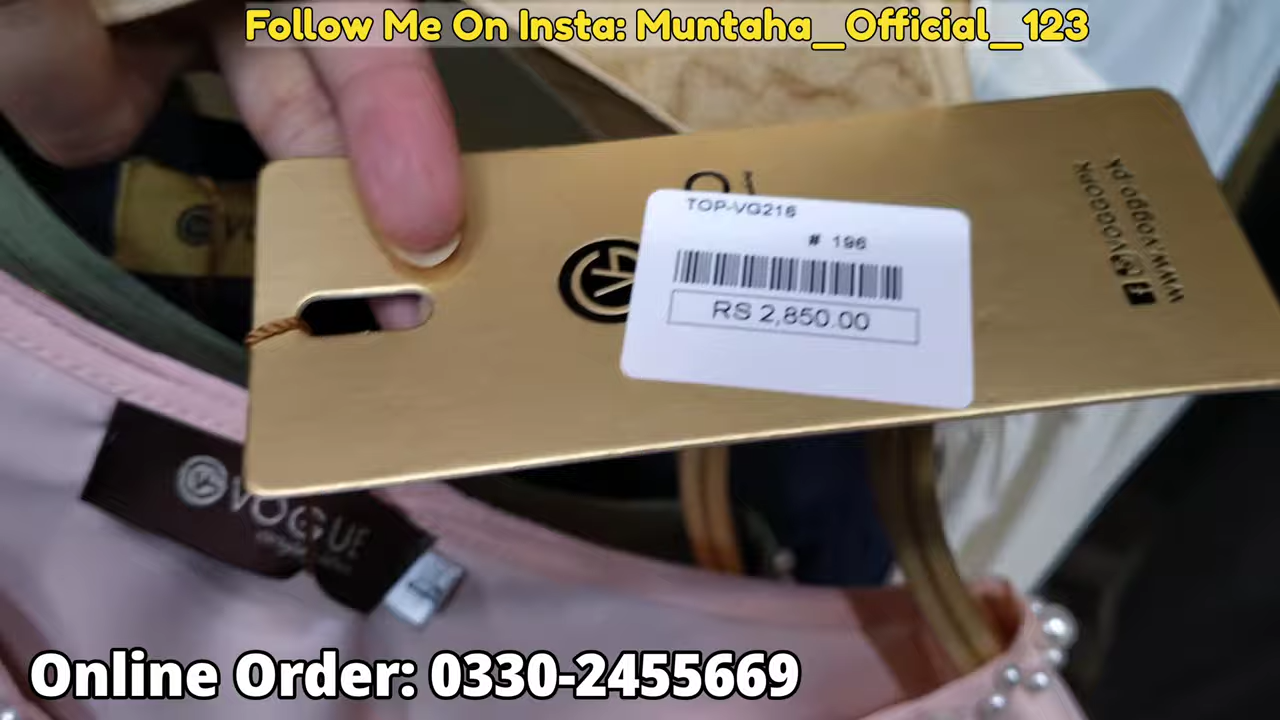 Follow Me On Insta: Muntaha_Official_123
TOP-VG216
# 196
RS 2,850.00
@VOGGOPK
www.voggo.pk
VOGUE
Online Order: 0330-2455669